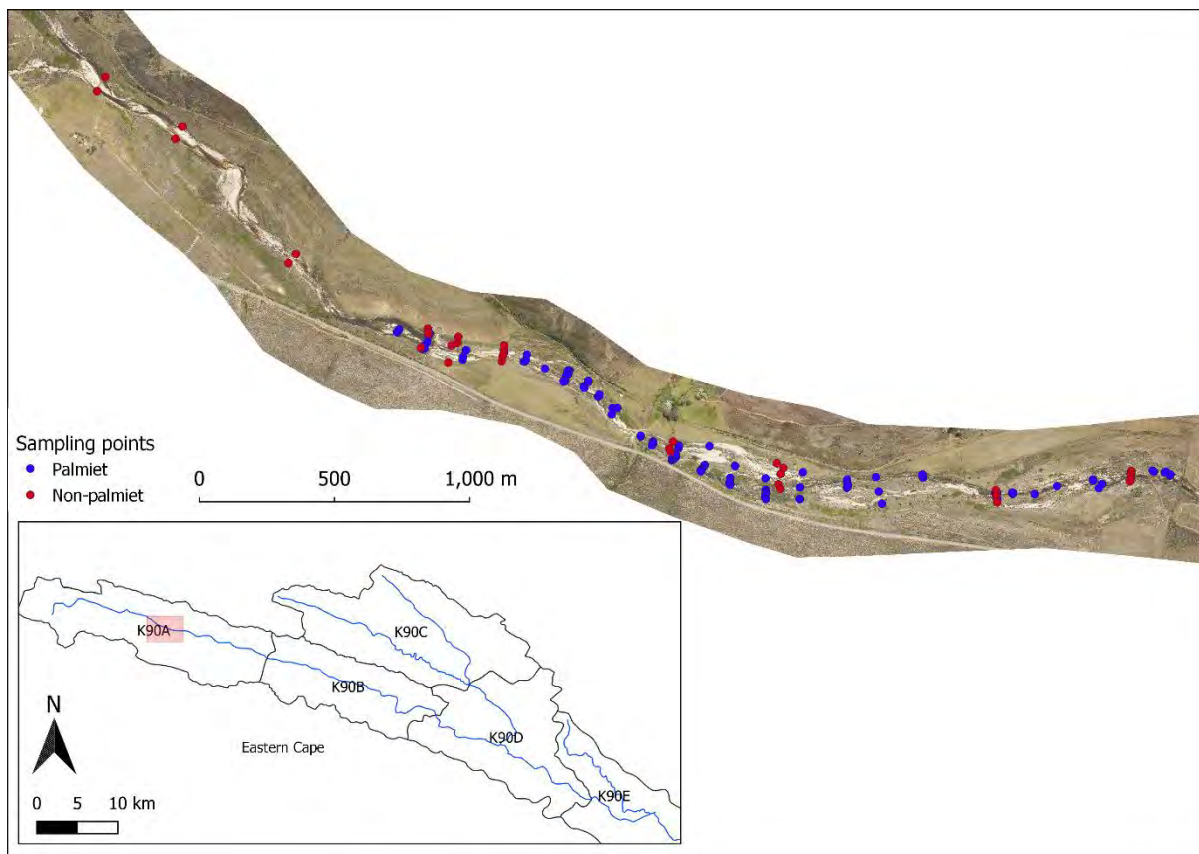 Sampling points
Palmiet
Non-palmiet
0 500 1,000 m
K90A
K90C
K90B
K90D
Eastern Cape
K90E
N
0 5 10 km